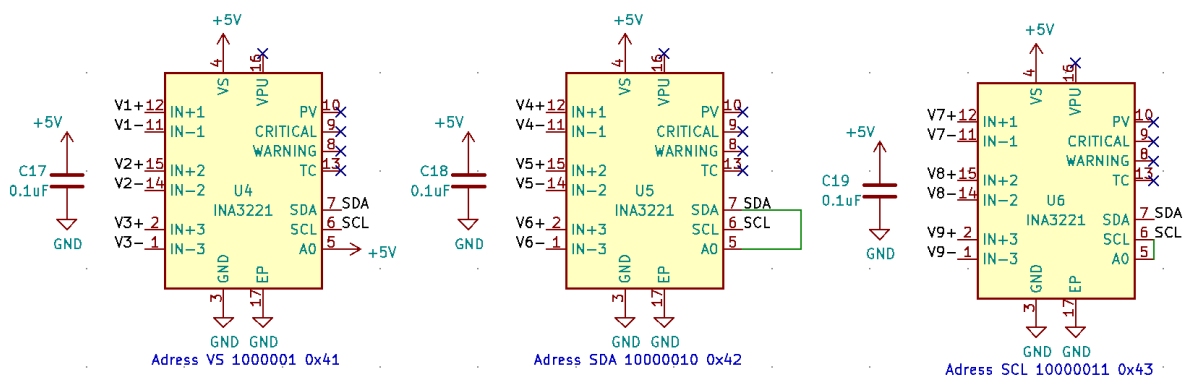 +5V
4
16
VS
VPU
V1+ 12 IN+1
V1- 11 IN-1
V2+ 15 IN+2
V2- 14 IN-2
V3+ 2 IN+3
V3- 1 IN-3
PV 10
CRITICAL 9
WARNING 8
TC 13
U4
INA3221
SDA 7 SDA
SCL 6 SCL
A0 5 +5V
GND
EP
3
17
GND GND
Adress VS 1000001 0x41
+5V
C17
0.1uF
GND
+5V
4
16
VS
VPU
V4+ 12 IN+1
V4- 11 IN-1
V5+ 15 IN+2
V5- 14 IN-2
V6+ 2 IN+3
V6- 1 IN-3
PV 10
CRITICAL 9
WARNING 8
TC 13
U5
INA3221
SDA 7 SDA
SCL 6 SCL
A0 5
GND
EP
3
17
GND GND
Adress SDA 10000010 0x42
+5V
C18
0.1uF
GND
+5V
4
16
VS
VPU
V7+ 12 IN+1
V7- 11 IN-1
V8+ 15 IN+2
V8- 14 IN-2
V9+ 2 IN+3
V9- 1 IN-3
PV 10
CRITICAL 9
WARNING 8
TC 13
U6
INA3221
SDA 7 SDA
SCL 6 SCL
A0 5
GND
EP
3
17
GND GND
Adress SCL 10000011 0x43
+5V
C19
0.1uF
GND